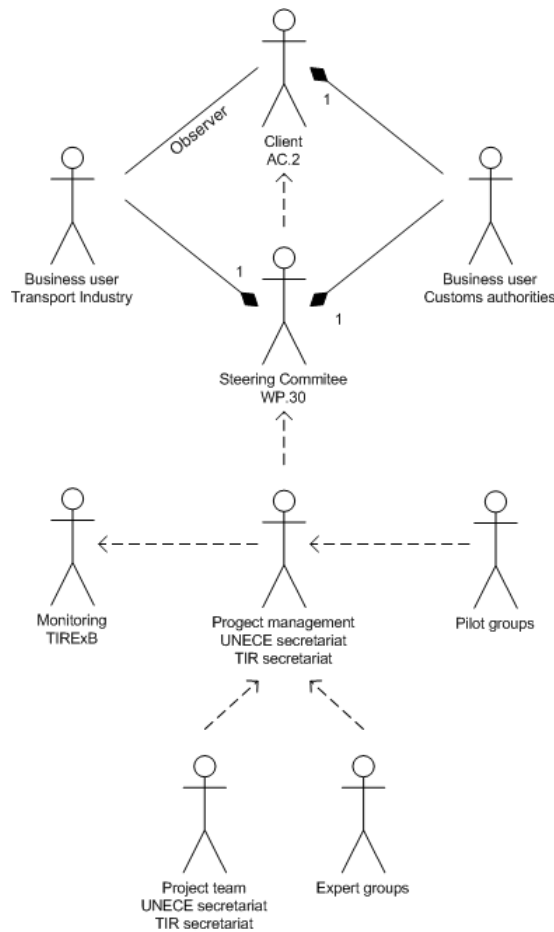 1
Client
AC.2
Observer
Business user
Transport Industry
Business user
Customs authorities
1
1
Steering Commitee
WP.30
Monitoring
TIRExB
Progect management
UNECE secretariat
TIR secretariat
Pilot groups
Project team
UNECE secretariat
TIR secretariat
Expert groups